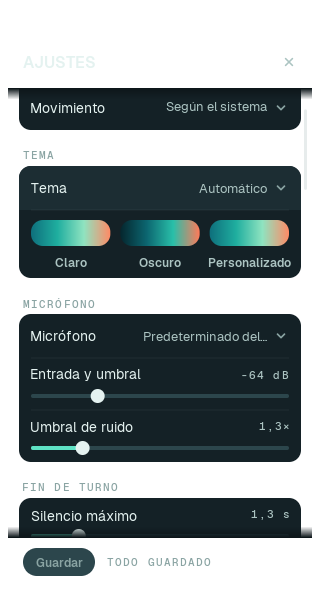 AJUSTES ×
Movimiento Según el sistema
TEMA
Tema Automático
Claro Oscuro Personalizado
MICRÓFONO
Micrófono Predeterminado del…
Entrada y umbral -64 dB
Umbral de ruido 1,3×
FIN DE TURNO
Silencio máximo 1,3 s
Guardar TODO GUARDADO